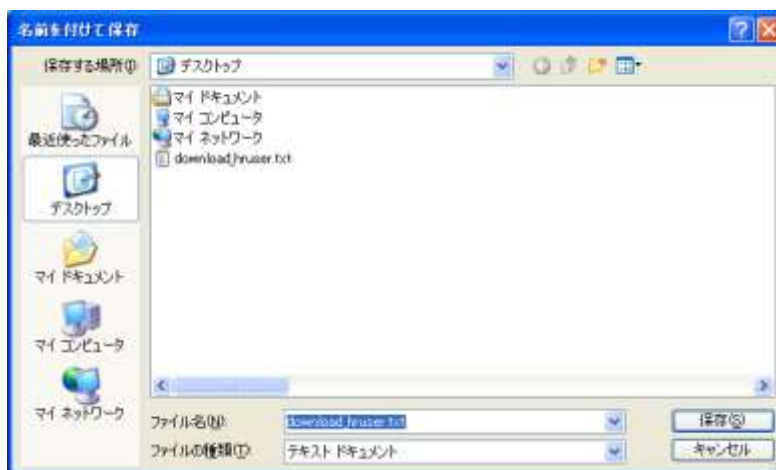 名前を付けて保存
保存する場所(I):
デスクトップ
最近使ったファイル
デスクトップ
マイ ドキュメント
マイ コンピュータ
マイ ネットワーク
マイ ドキュメント
マイ コンピュータ
マイ ネットワーク
download_hruser.txt
ファイル名(N):
download_hruser.txt
保存(S)
ファイルの種類(T):
テキスト ドキュメント
キャンセル